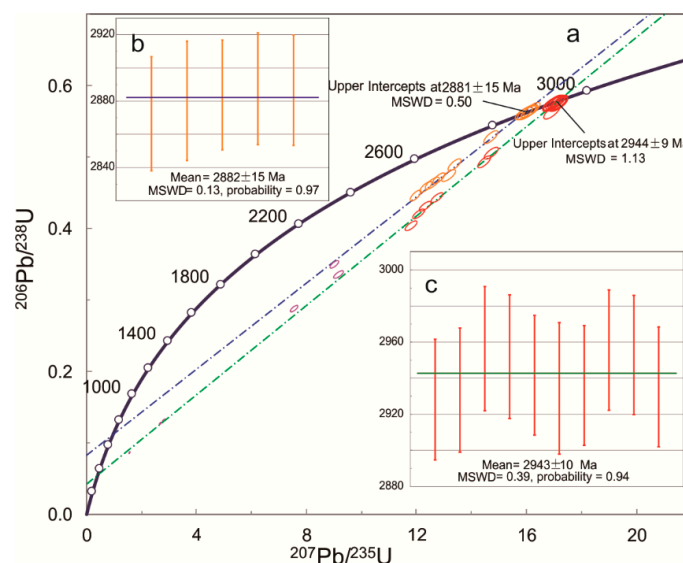 2920
2880
2840
b
Mean = 2882±15 Ma
MSWD= 0.13, probability = 0.97
a
Upper Intercepts at2881±15 Ma
MSWD = 0.50
3000
Upper Intercepts at 2944±9 Ma
MSWD = 1.13
2600
2200
1800
1400
1000
0.6
0.4
0.2
0.0
206Pb/238U
3000
2960
2920
2880
c
Mean= 2943±10 Ma
MSWD= 0.39, probability = 0.94
0 4 8 12 16 20
207Pb/235U